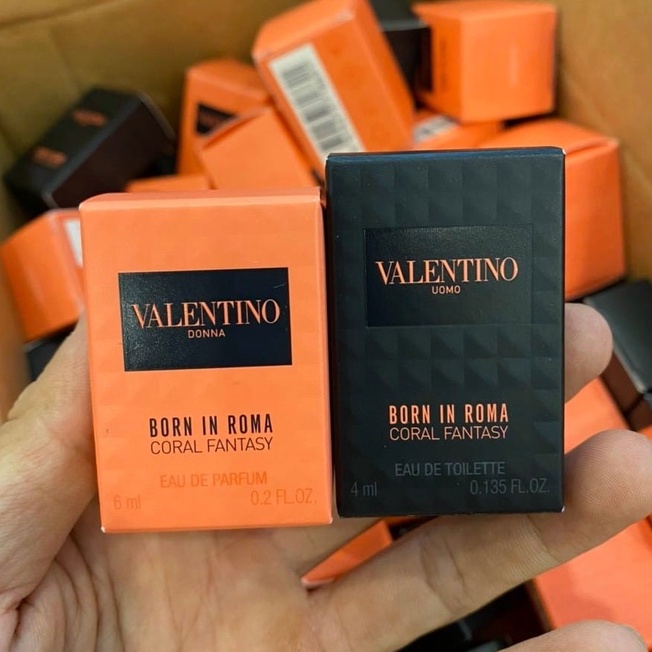 VALENTINO
DONNA
BORN IN ROMA
CORAL FANTASY
EAU DE PARFUM
6 ml
0.2 FL.OZ.
VALENTINO
UOMO
BORN IN ROMA
CORAL FANTASY
EAU DE TOILETTE
4 ml
0.135 FL.OZ.